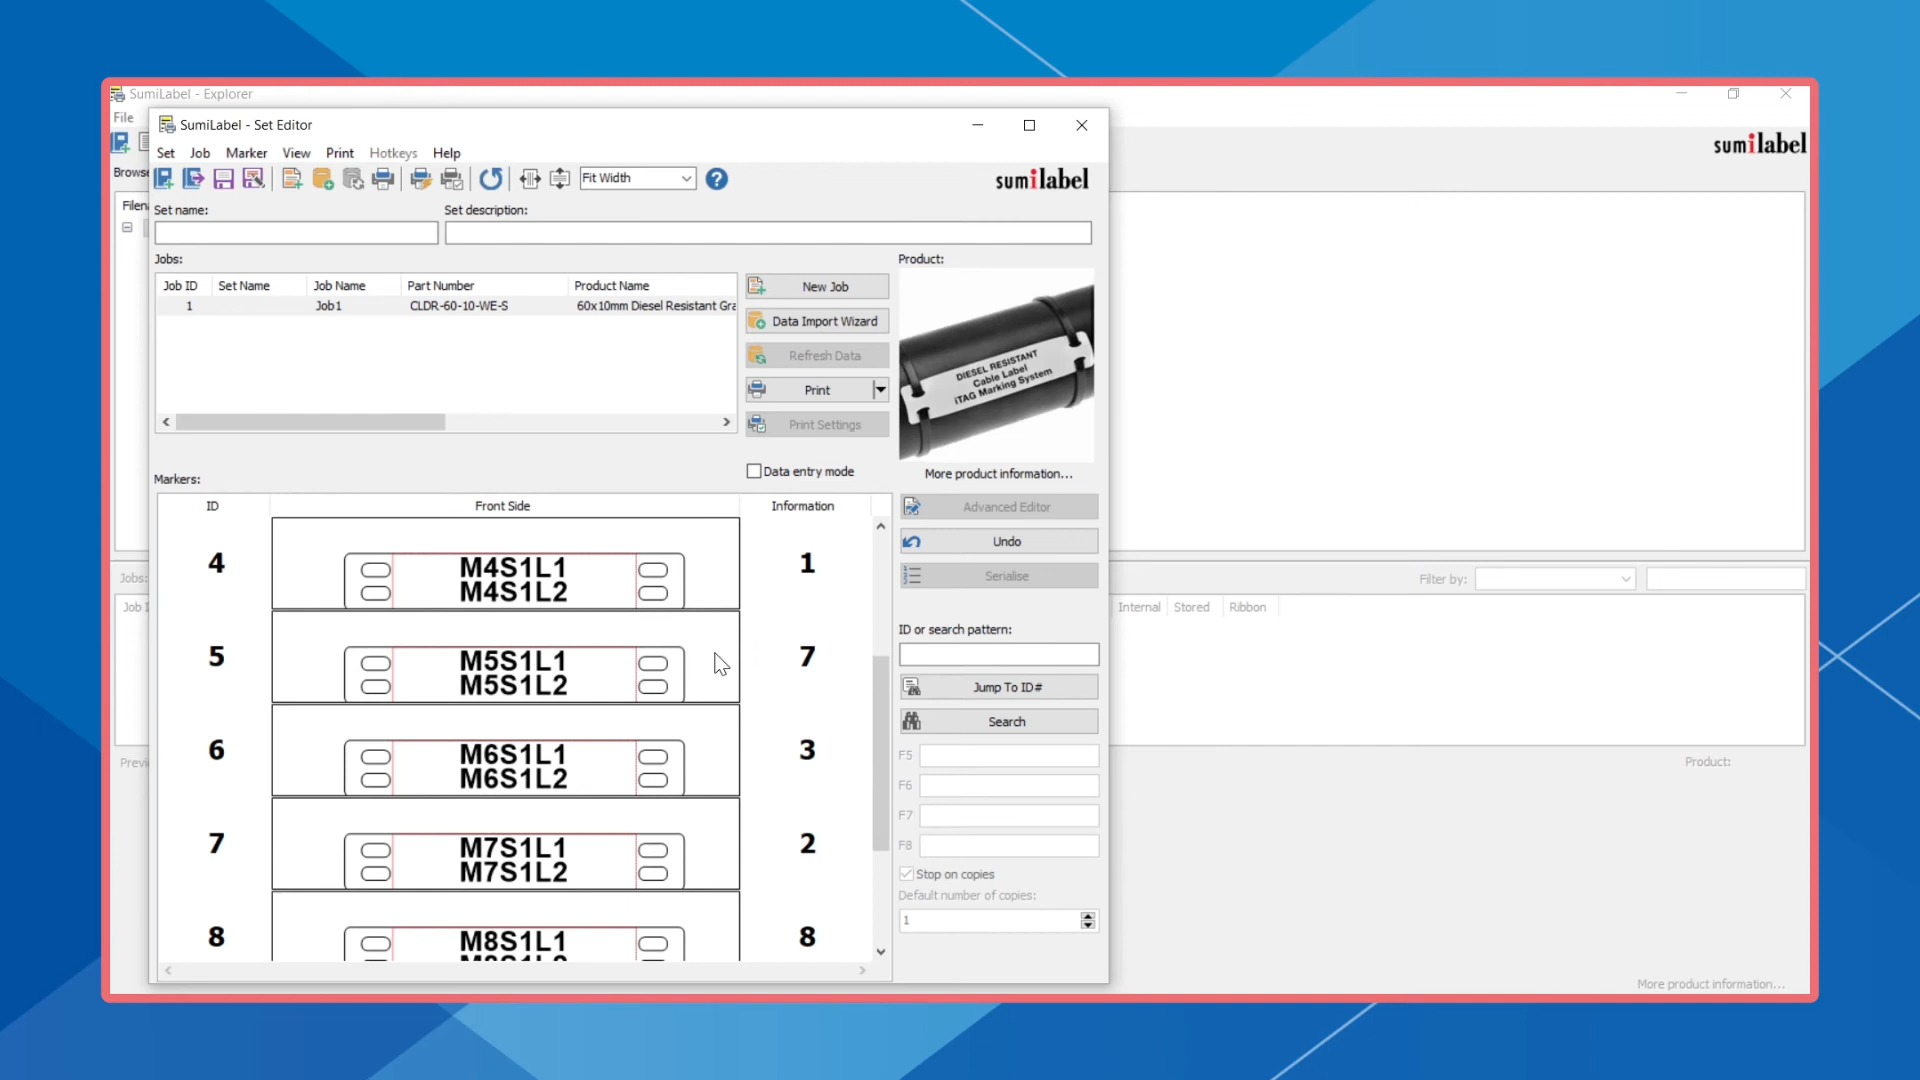 SumiLabel - Explorer
File
sumilabel
Brows
Filen
SumiLabel - Set Editor
Set Job Marker View Print Hotkeys Help
Fit Width
sumilabel
Set name:
Set description:
Jobs:
Job ID Set Name Job Name Part Number Product Name
1 Job1 CLDR-60-10-WE-S 60x10mm Diesel Resistant Gra
New Job
Data Import Wizard
Refresh Data
Print
Print Settings
Data entry mode
Product:
DIESEL RESISTANT
Cable Label
iTAG Marking System
More product information...
Markers:
ID Front Side Information
4 M4S1L1 1
M4S1L2
5 M5S1L1 7
M5S1L2
6 M6S1L1 3
M6S1L2
7 M7S1L1 2
M7S1L2
8 M8S1L1 8
Advanced Editor
Undo
Serialise
ID or search pattern:
Jump To ID#
Search
F5
F6
F7
F8
Stop on copies
Default number of copies:
1
Jobs:
Job I
Previ
Filter by:
Internal Stored Ribbon
Product:
More product information...